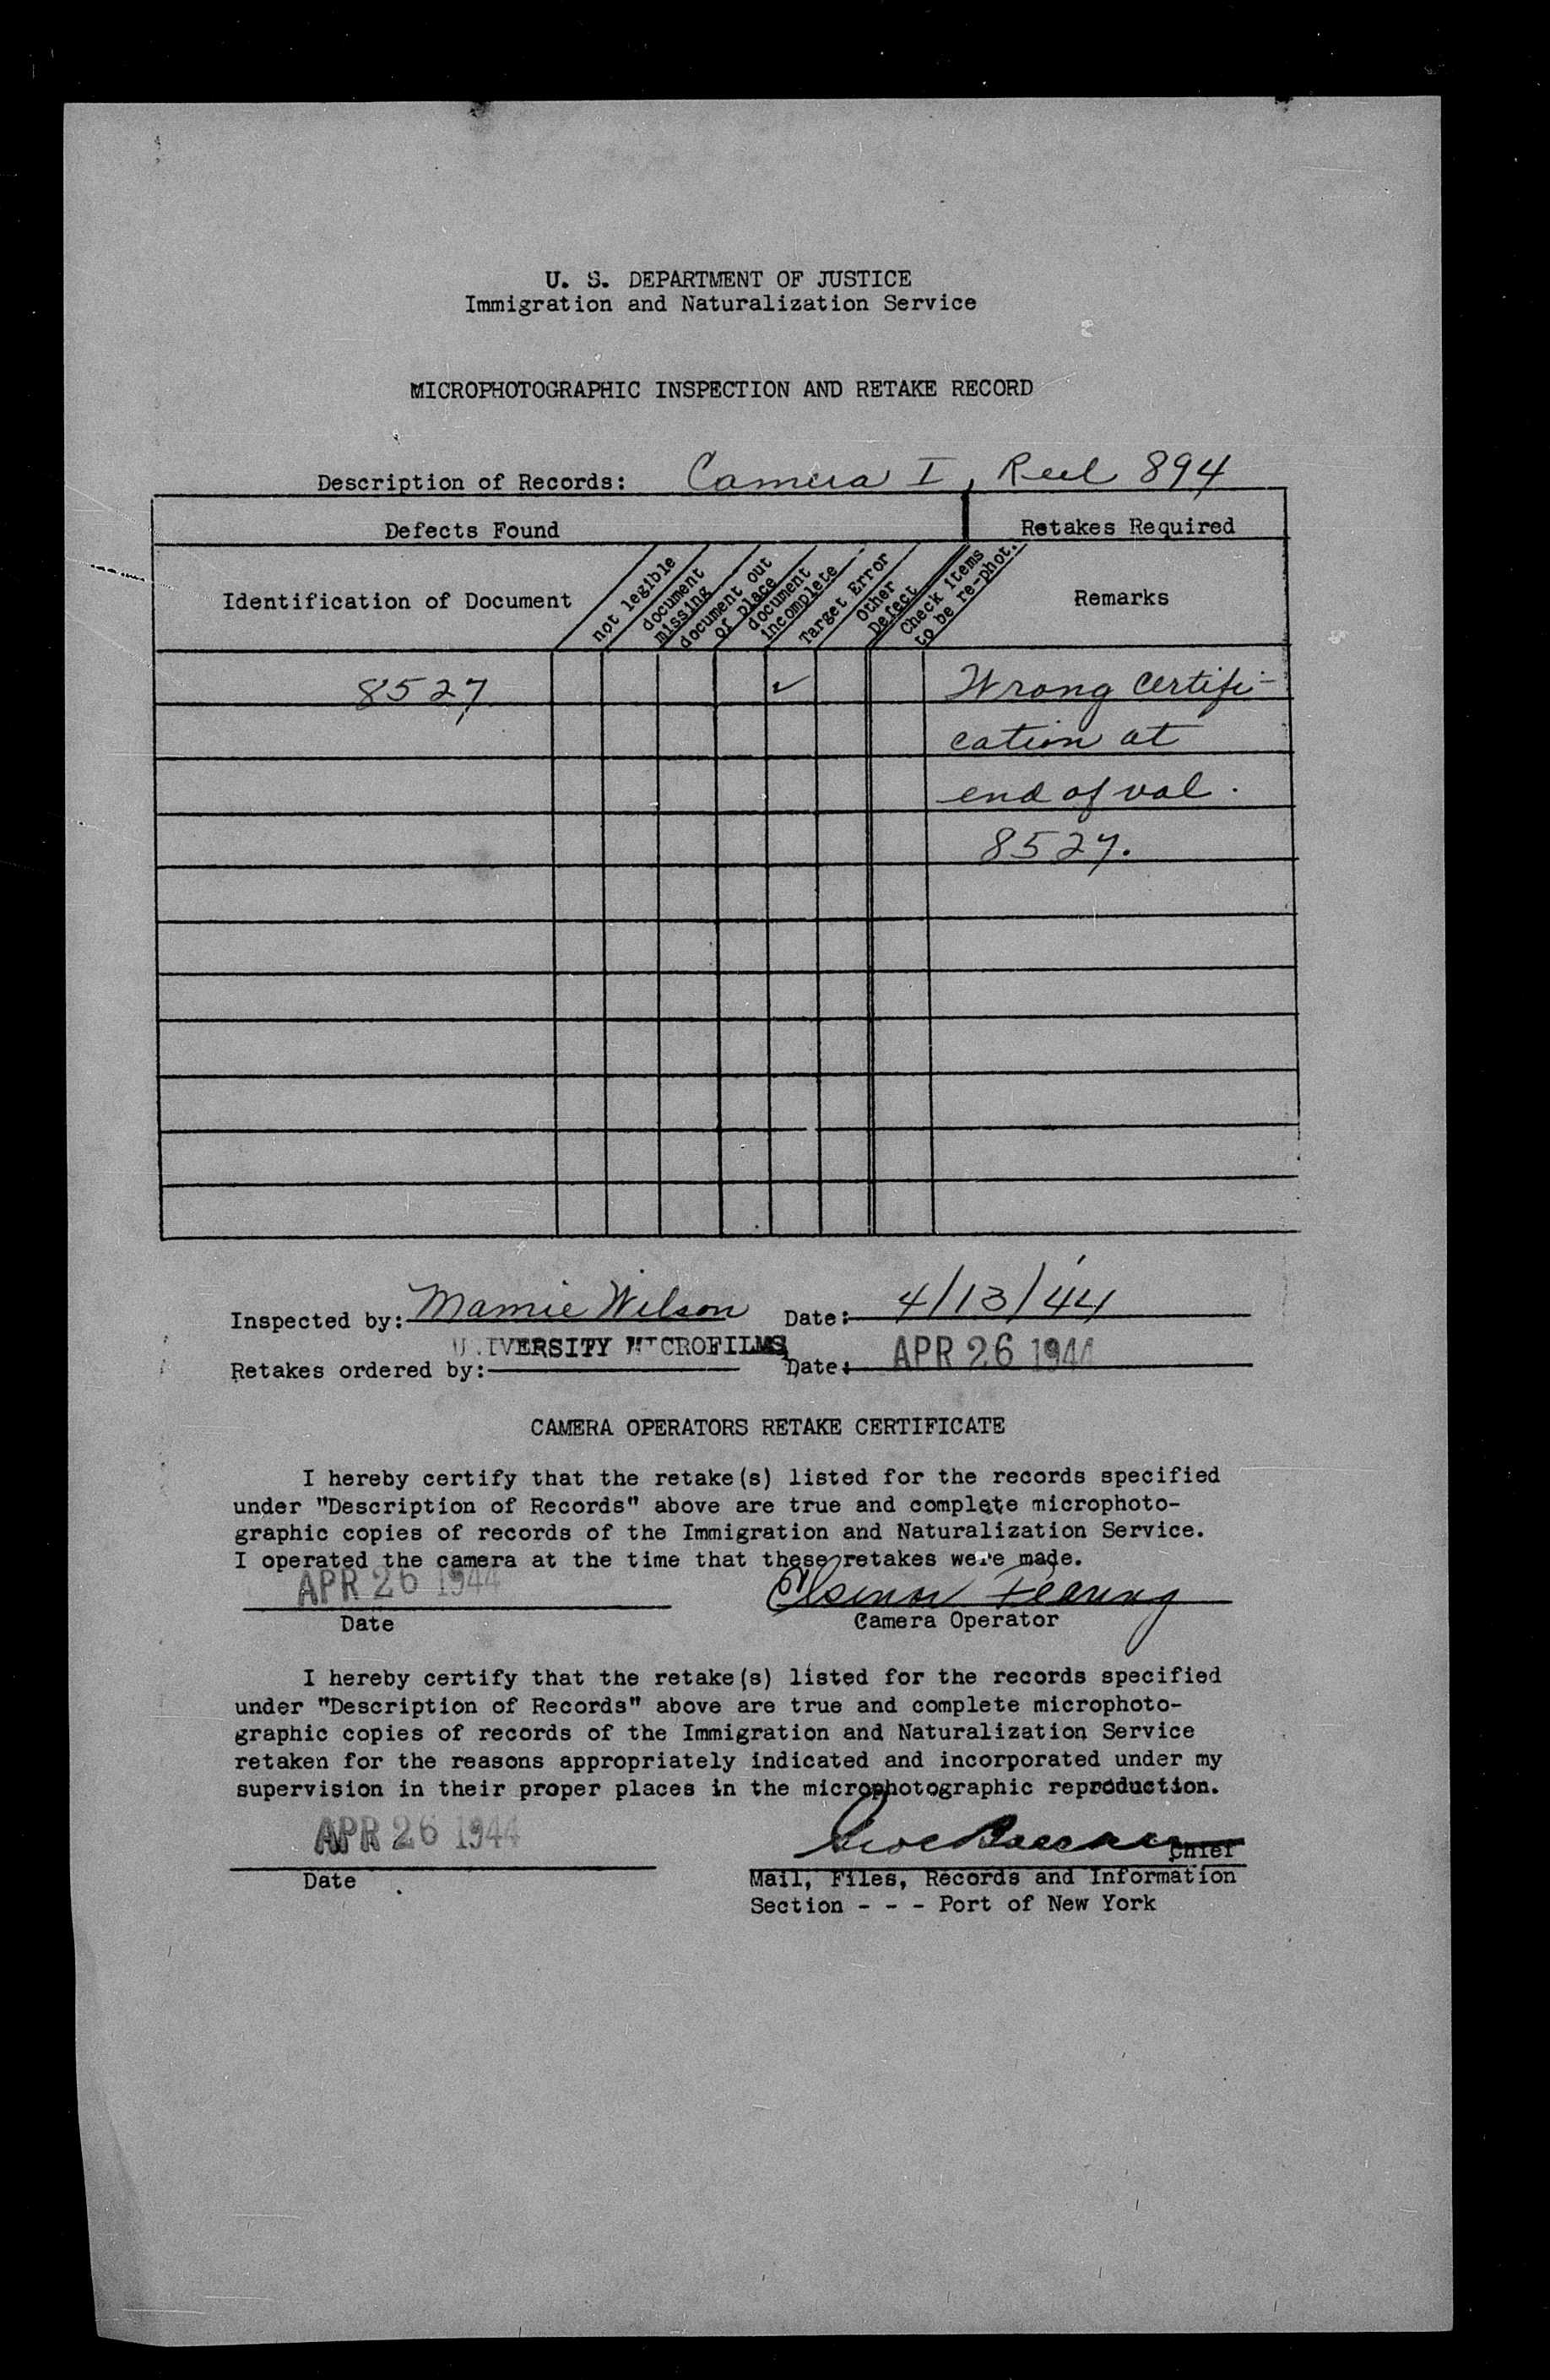 U. S. DEPARTMENT OF JUSTICE
Immigration and Naturalization Service
MICROPHOTOGRAPHIC INSPECTION AND RETAKE RECORD
Description of Records: Camera I, Reel 894
Defects Found
Retakes Required
Identification of Document
not legible
document
missing
document out
of place
document
incomplete
Target Error
Other
Defect
Check items
to be re-phot.
Remarks
8527 ✓ Wrong certifi-
cation at
end of vol.
8527.
Inspected by: Mamie Wilson Date: 4/13/44
UNIVERSITY MICROFILMS
Retakes ordered by: Date: APR 26 1944
CAMERA OPERATORS RETAKE CERTIFICATE
I hereby certify that the retake(s) listed for the records specified
under "Description of Records" above are true and complete microphoto-
graphic copies of records of the Immigration and Naturalization Service.
I operated the camera at the time that these retakes were made.
APR 26 1944
Date
Camera Operator
I hereby certify that the retake(s) listed for the records specified
under "Description of Records" above are true and complete microphoto-
graphic copies of records of the Immigration and Naturalization Service
retaken for the reasons appropriately indicated and incorporated under my
supervision in their proper places in the microphotographic reproduction.
APR 26 1944
Chief
Date
Mail, Files, Records and Information
Section - - - Port of New York